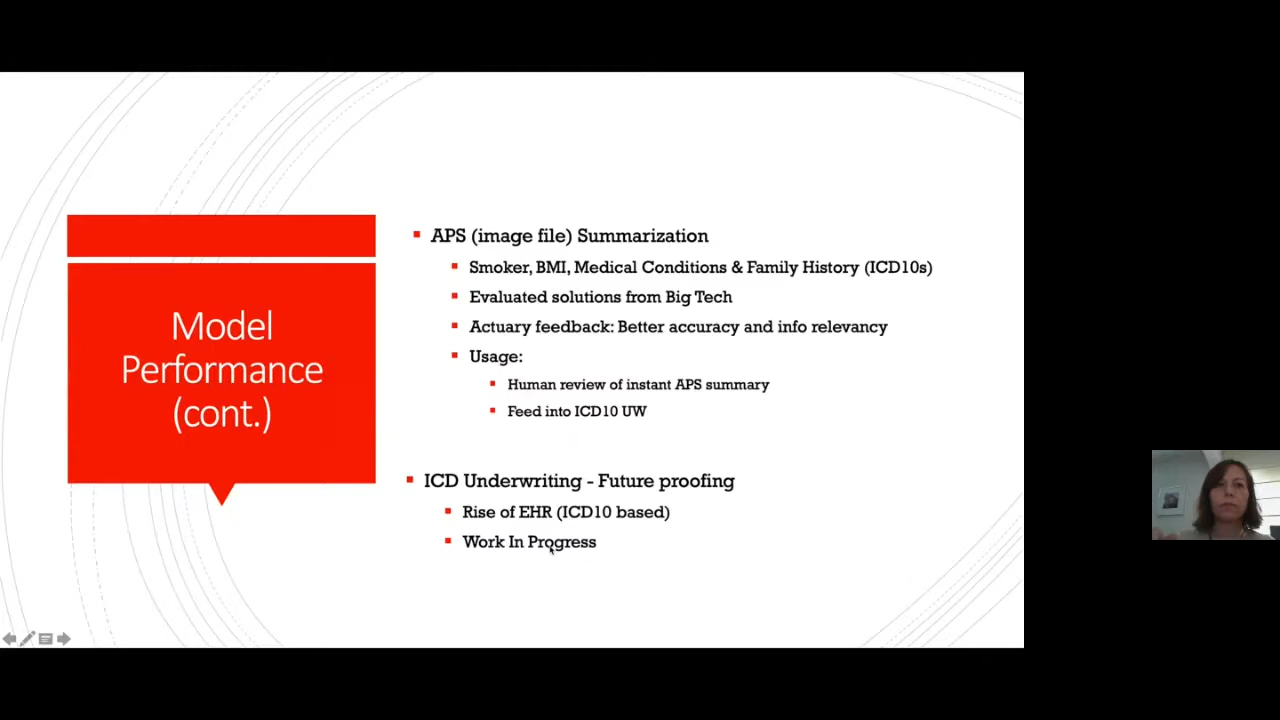 Model
Performance
(cont.)
APS (image file) Summarization
Smoker, BMI, Medical Conditions & Family History (ICD10s)
Evaluated solutions from Big Tech
Actuary feedback: Better accuracy and info relevancy
Usage:
Human review of instant APS summary
Feed into ICD10 UW
ICD Underwriting - Future proofing
Rise of EHR (ICD10 based)
Work In Progress